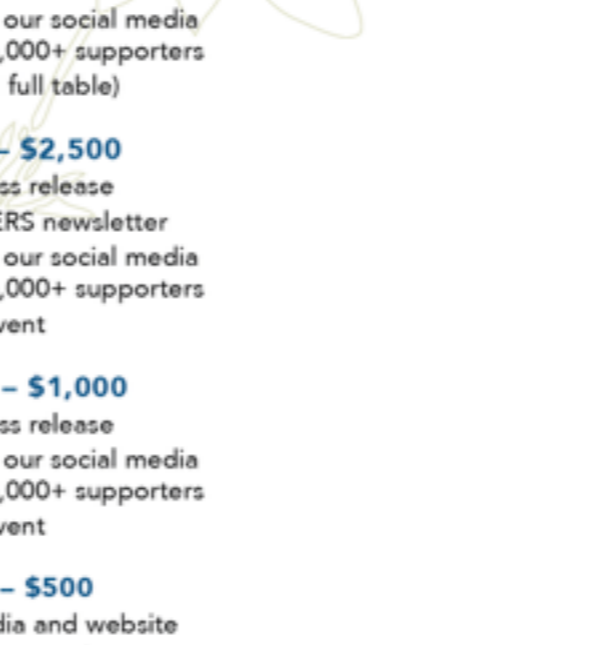 our social media
,000+ supporters
full table)
– $2,500
ss release
ERS newsletter
our social media
,000+ supporters
vent
– $1,000
ss release
our social media
,000+ supporters
vent
– $500
dia and website